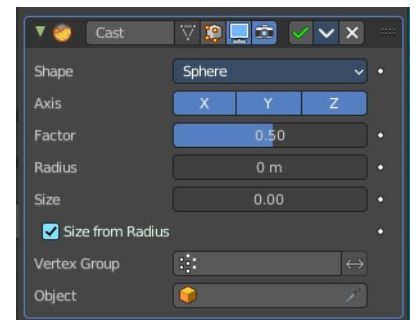 Cast
Shape Sphere
Axis X Y Z
Factor 0.50
Radius 0 m
Size 0.00
Size from Radius
Vertex Group
Object